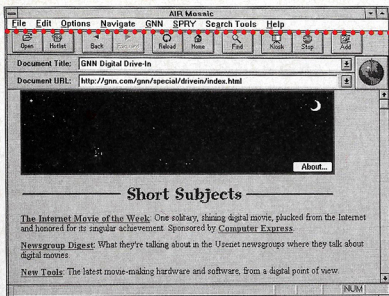 AIR Mosaic
File Edit Options Navigate GNN SPRY Search Tools Help
Open Hotlist Back Forward Reload Home Find Kiosk Stop Add
Document Title: GNN Digital Drive-In
Document URL: http://gnn.com/gnn/special/drivein/index.html
About...
Short Subjects
The Internet Movie of the Week: One solitary, shining digital movie, plucked from the Internet
and honored for its singular achievement. Sponsored by Computer Express.
Newsgroup Digest: What they're talking about in the Usenet newsgroups where they talk about
digital movies.
New Tools: The latest movie-making hardware and software, from a digital point of view.
NUM